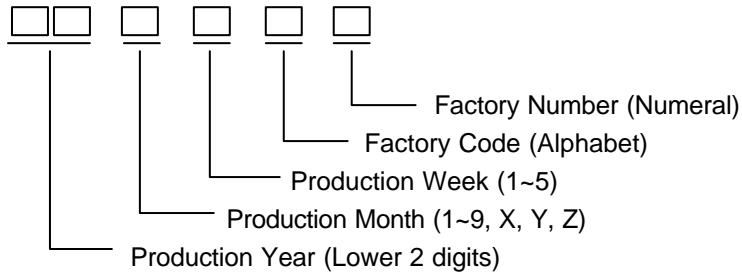 Factory Number (Numeral)
Factory Code (Alphabet)
Production Week (1~5)
Production Month (1~9, X, Y, Z)
Production Year (Lower 2 digits)